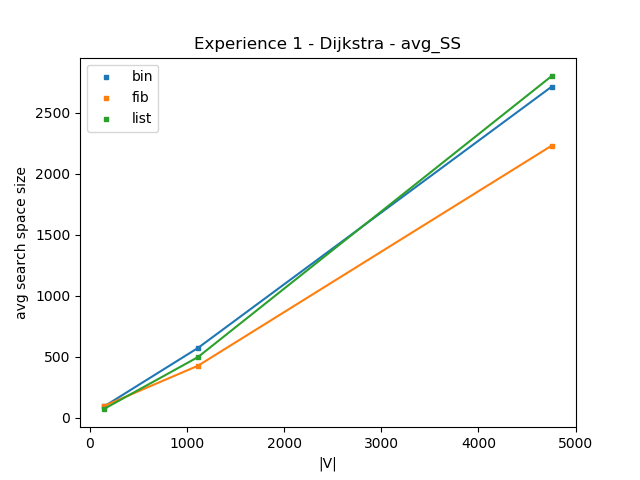 Experience 1 - Dijkstra - avg_SS
bin
fib
list
avg search space size
2500
2000
1500
1000
500
0
0 1000 2000 3000 4000 5000
|V|